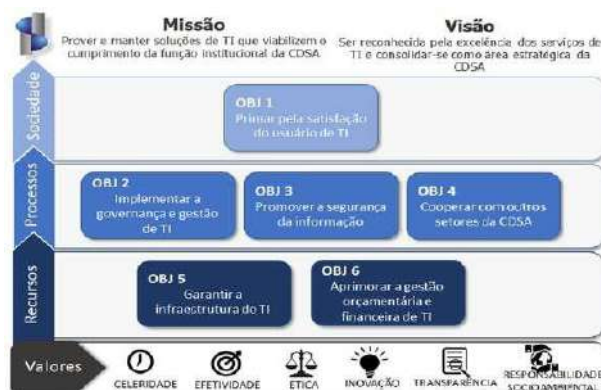 Missão
Prover e manter soluções de TI que viabilizem o
cumprimento da função institucional da CDSA
Visão
Ser reconhecida pela excelência dos serviços de
TI e consolidar-se como área estratégica da
CDSA
Sociedade
OBJ 1
Primar pela satisfação
do usuário de TI
Processos
OBJ 2
Implementar a
governança e gestão
de TI
OBJ 3
Promover a segurança
da informação
OBJ 4
Cooperar com outros
setores da CDSA
Recursos
OBJ 5
Garantir a
infraestrutura de TI
OBJ 6
Aprimorar a gestão
orçamentária e
financeira de TI
Valores
CELERIDADE
EFETIVIDADE
ETICA
INOVAÇÃO
TRANSPARÊNCIA
RESPONSABILIDADE
SOCIOAMBIENTAL